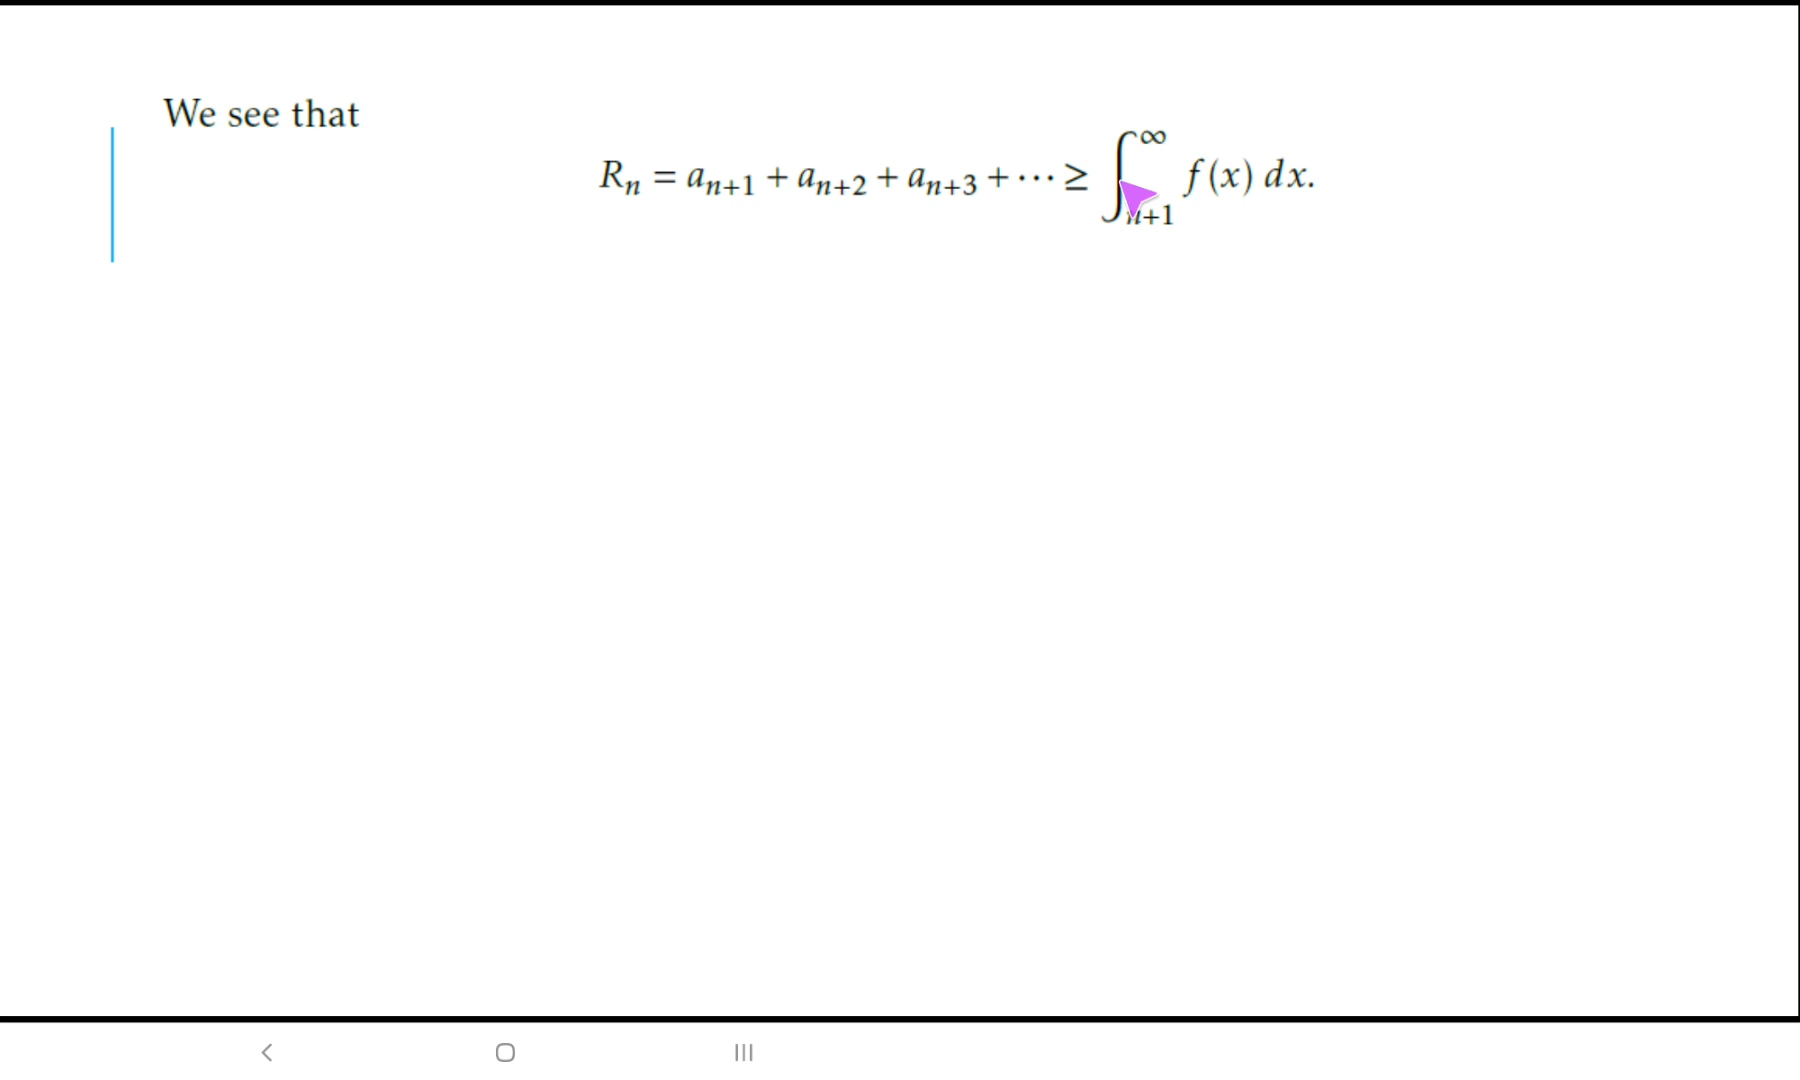 We see that
Rₙ = aₙ₊₁ + aₙ₊₂ + aₙ₊₃ + ⋯ ≥ ∫ₙ₊₁^∞ f(x) dx.